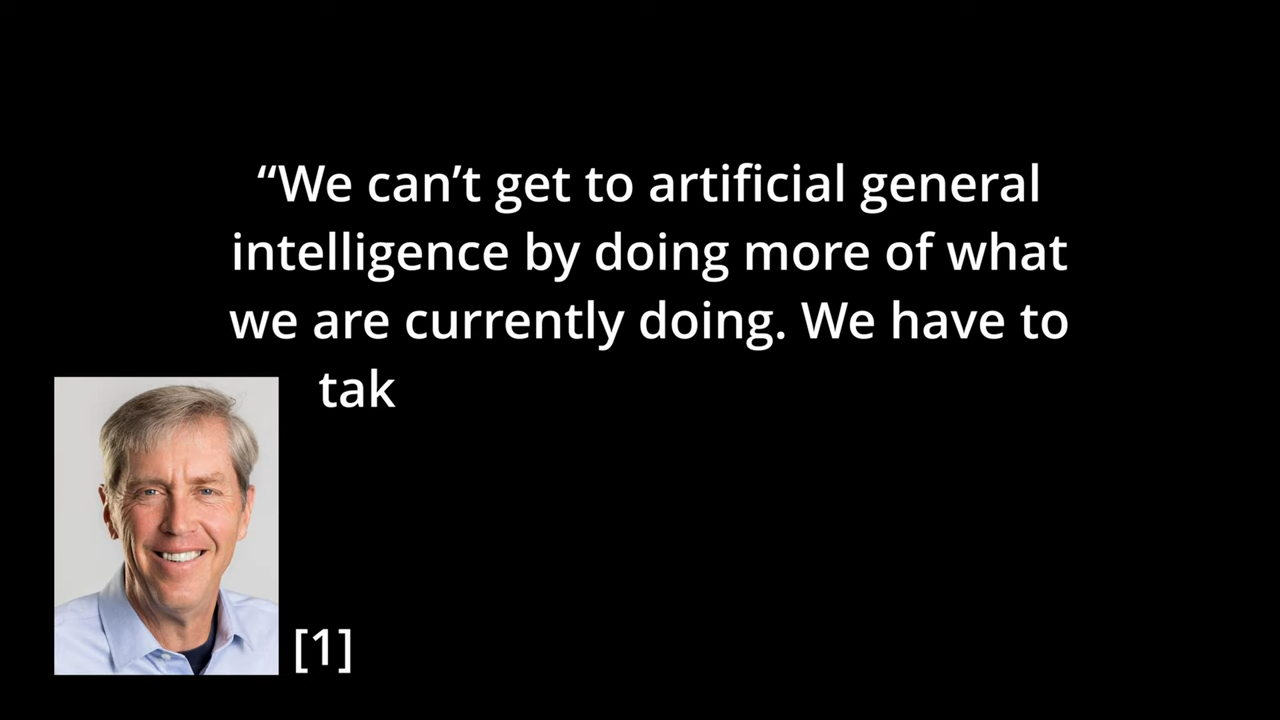 “We can’t get to artificial general
intelligence by doing more of what
we are currently doing. We have to
tak
[1]